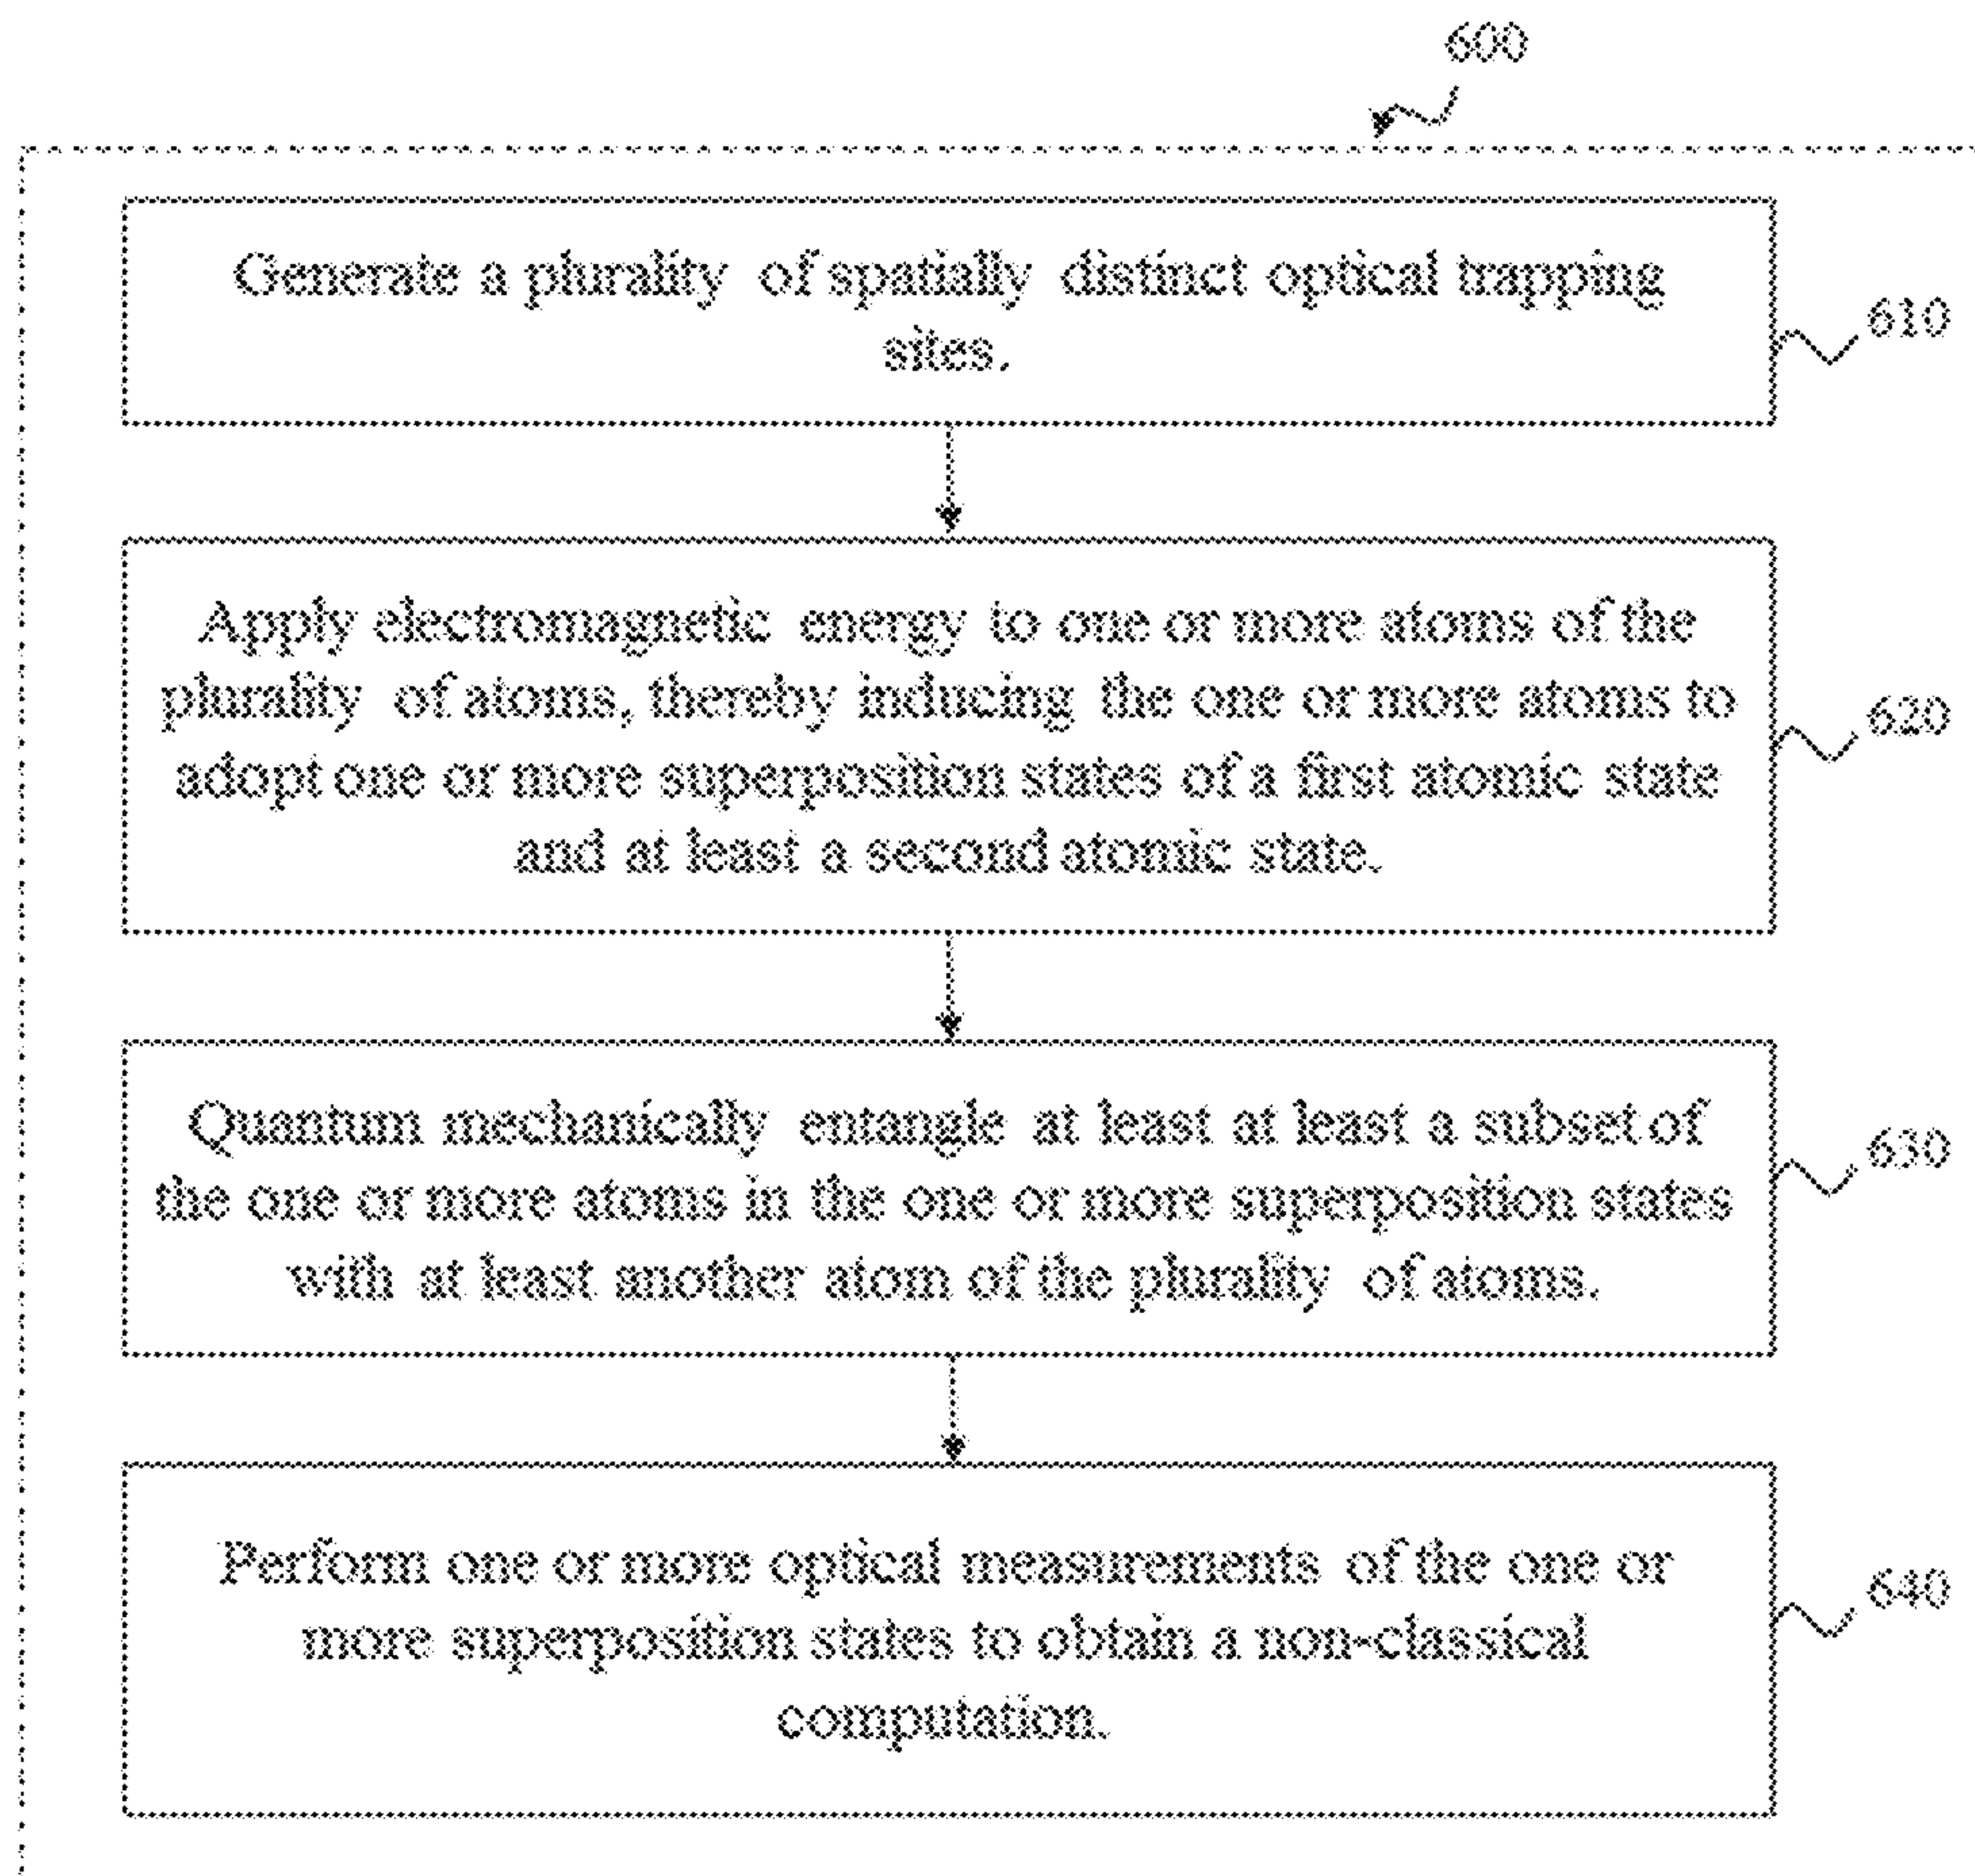 600
Generate a plurality of spatially distinct optical trapping
sites.
610
Apply electromagnetic energy to one or more atoms of the
plurality of atoms, thereby inducing the one or more atoms to
adopt one or more superposition states of a first atomic state
and at least a second atomic state.
620
Quantum mechanically entangle at least at least a subset of
the one or more atoms in the one or more superposition states
with at least another atom of the plurality of atoms.
630
Perform one or more optical measurements of the one or
more superposition states to obtain a non-classical
computation.
640